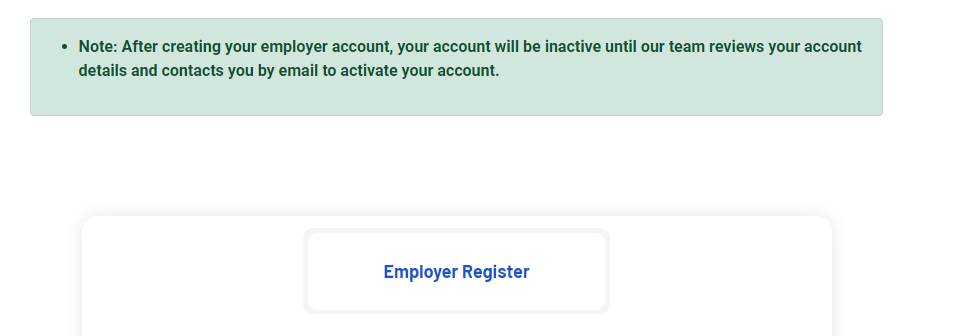 Note: After creating your employer account, your account will be inactive until our team reviews your account
details and contacts you by email to activate your account.
Employer Register